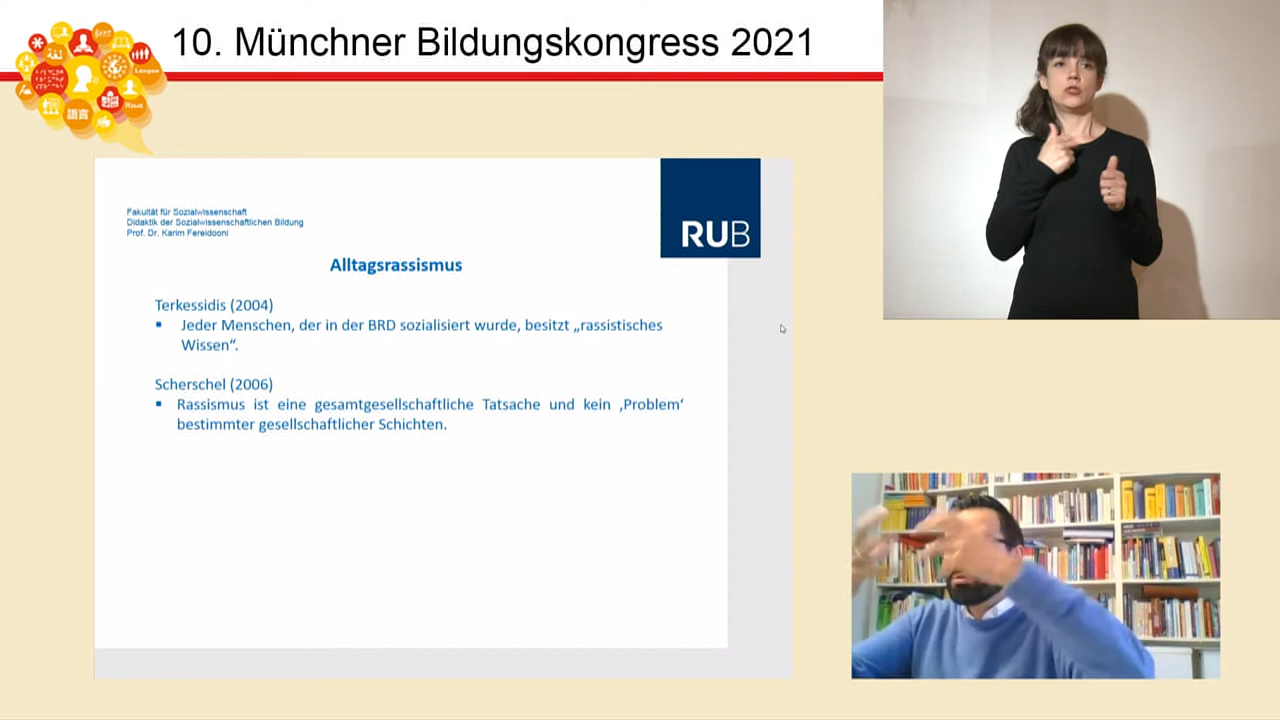 10. Münchner Bildungskongress 2021
語言
Fakultät für Sozialwissenschaft
Didaktik der Sozialwissenschaftlichen Bildung
Prof. Dr. Karim Fereidooni
RUB
Alltagsrassismus
Terkessidis (2004)
▪ Jeder Menschen, der in der BRD sozialisiert wurde, besitzt „rassistisches
Wissen“.
Scherschel (2006)
▪ Rassismus ist eine gesamtgesellschaftliche Tatsache und kein ‚Problem‘
bestimmter gesellschaftlicher Schichten.